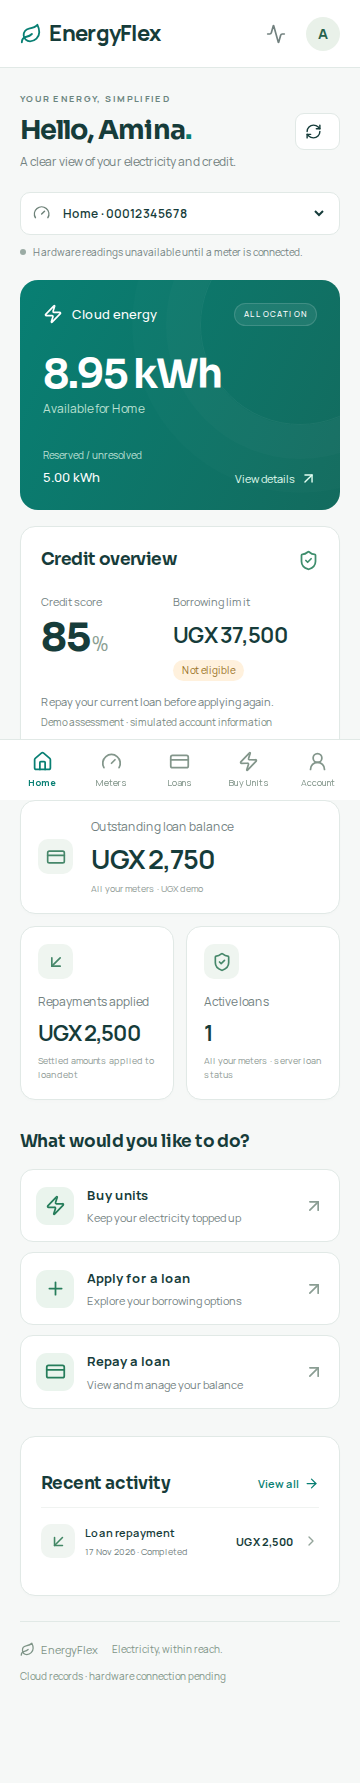 EnergyFlex
A
YOUR ENERGY, SIMPLIFIED
Hello, Amina.
A clear view of your electricity and credit.
Home · 00012345678
Hardware readings unavailable until a meter is connected.
Cloud energy
ALLOCATION
8.95 kWh
Available for Home
Reserved / unresolved
5.00 kWh
View details
Credit overview
Credit score
Borrowing limit
85%
UGX 37,500
Not eligible
Repay your current loan before applying again.
Demo assessment · simulated account information
Home
Meters
Loans
Buy Units
Account
Outstanding loan balance
UGX 2,750
All your meters · UGX demo
Repayments applied
UGX 2,500
Settled amounts applied to
loan debt
Active loans
1
All your meters · server loan
status
What would you like to do?
Buy units
Keep your electricity topped up
Apply for a loan
Explore your borrowing options
Repay a loan
View and manage your balance
Recent activity
View all
Loan repayment
17 Nov 2026 · Completed
UGX 2,500
EnergyFlex
Electricity, within reach.
Cloud records · hardware connection pending